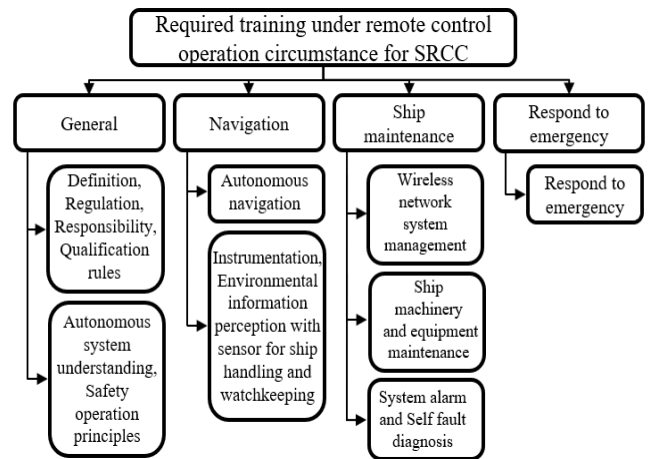 Required training under remote control
operation circumstance for SRCC
General
Navigation
Ship
maintenance
Respond to
emergency
Definition,
Regulation,
Responsibility,
Qualification
rules
Autonomous
system
understanding,
Safety
operation
principles
Autonomous
navigation
Instrumentation,
Environmental
information
perception with
sensor for ship
handling and
watchkeeping
Wireless
network
system
management
Ship
machinery
and equipment
maintenance
System alarm
and Self fault
diagnosis
Respond to
emergency